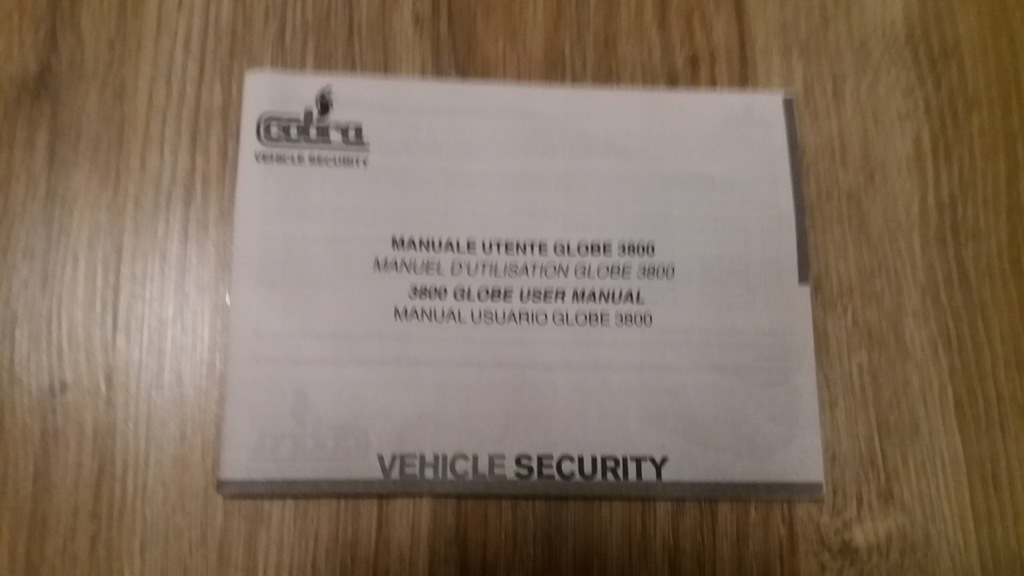 cobra
VEHICLE SECURITY
MANUALE UTENTE GLOBE 3800
MANUEL D'UTILISATION GLOBE 3800
3800 GLOBE USER MANUAL
MANUAL USUARIO GLOBE 3800
VEHICLE SECURITY